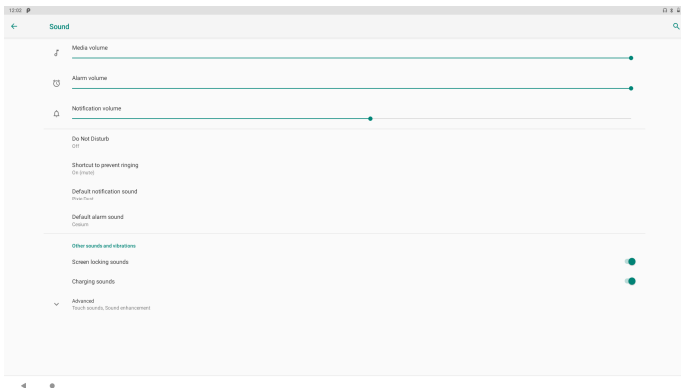 12:02
Sound
Media volume
Alarm volume
Notification volume
Do Not Disturb
Off
Shortcut to prevent ringing
On (mute)
Default notification sound
Default alarm sound
Cesium
Other sounds and vibrations
Screen locking sounds
Charging sounds
Advanced
Touch sounds, Sound enhancement